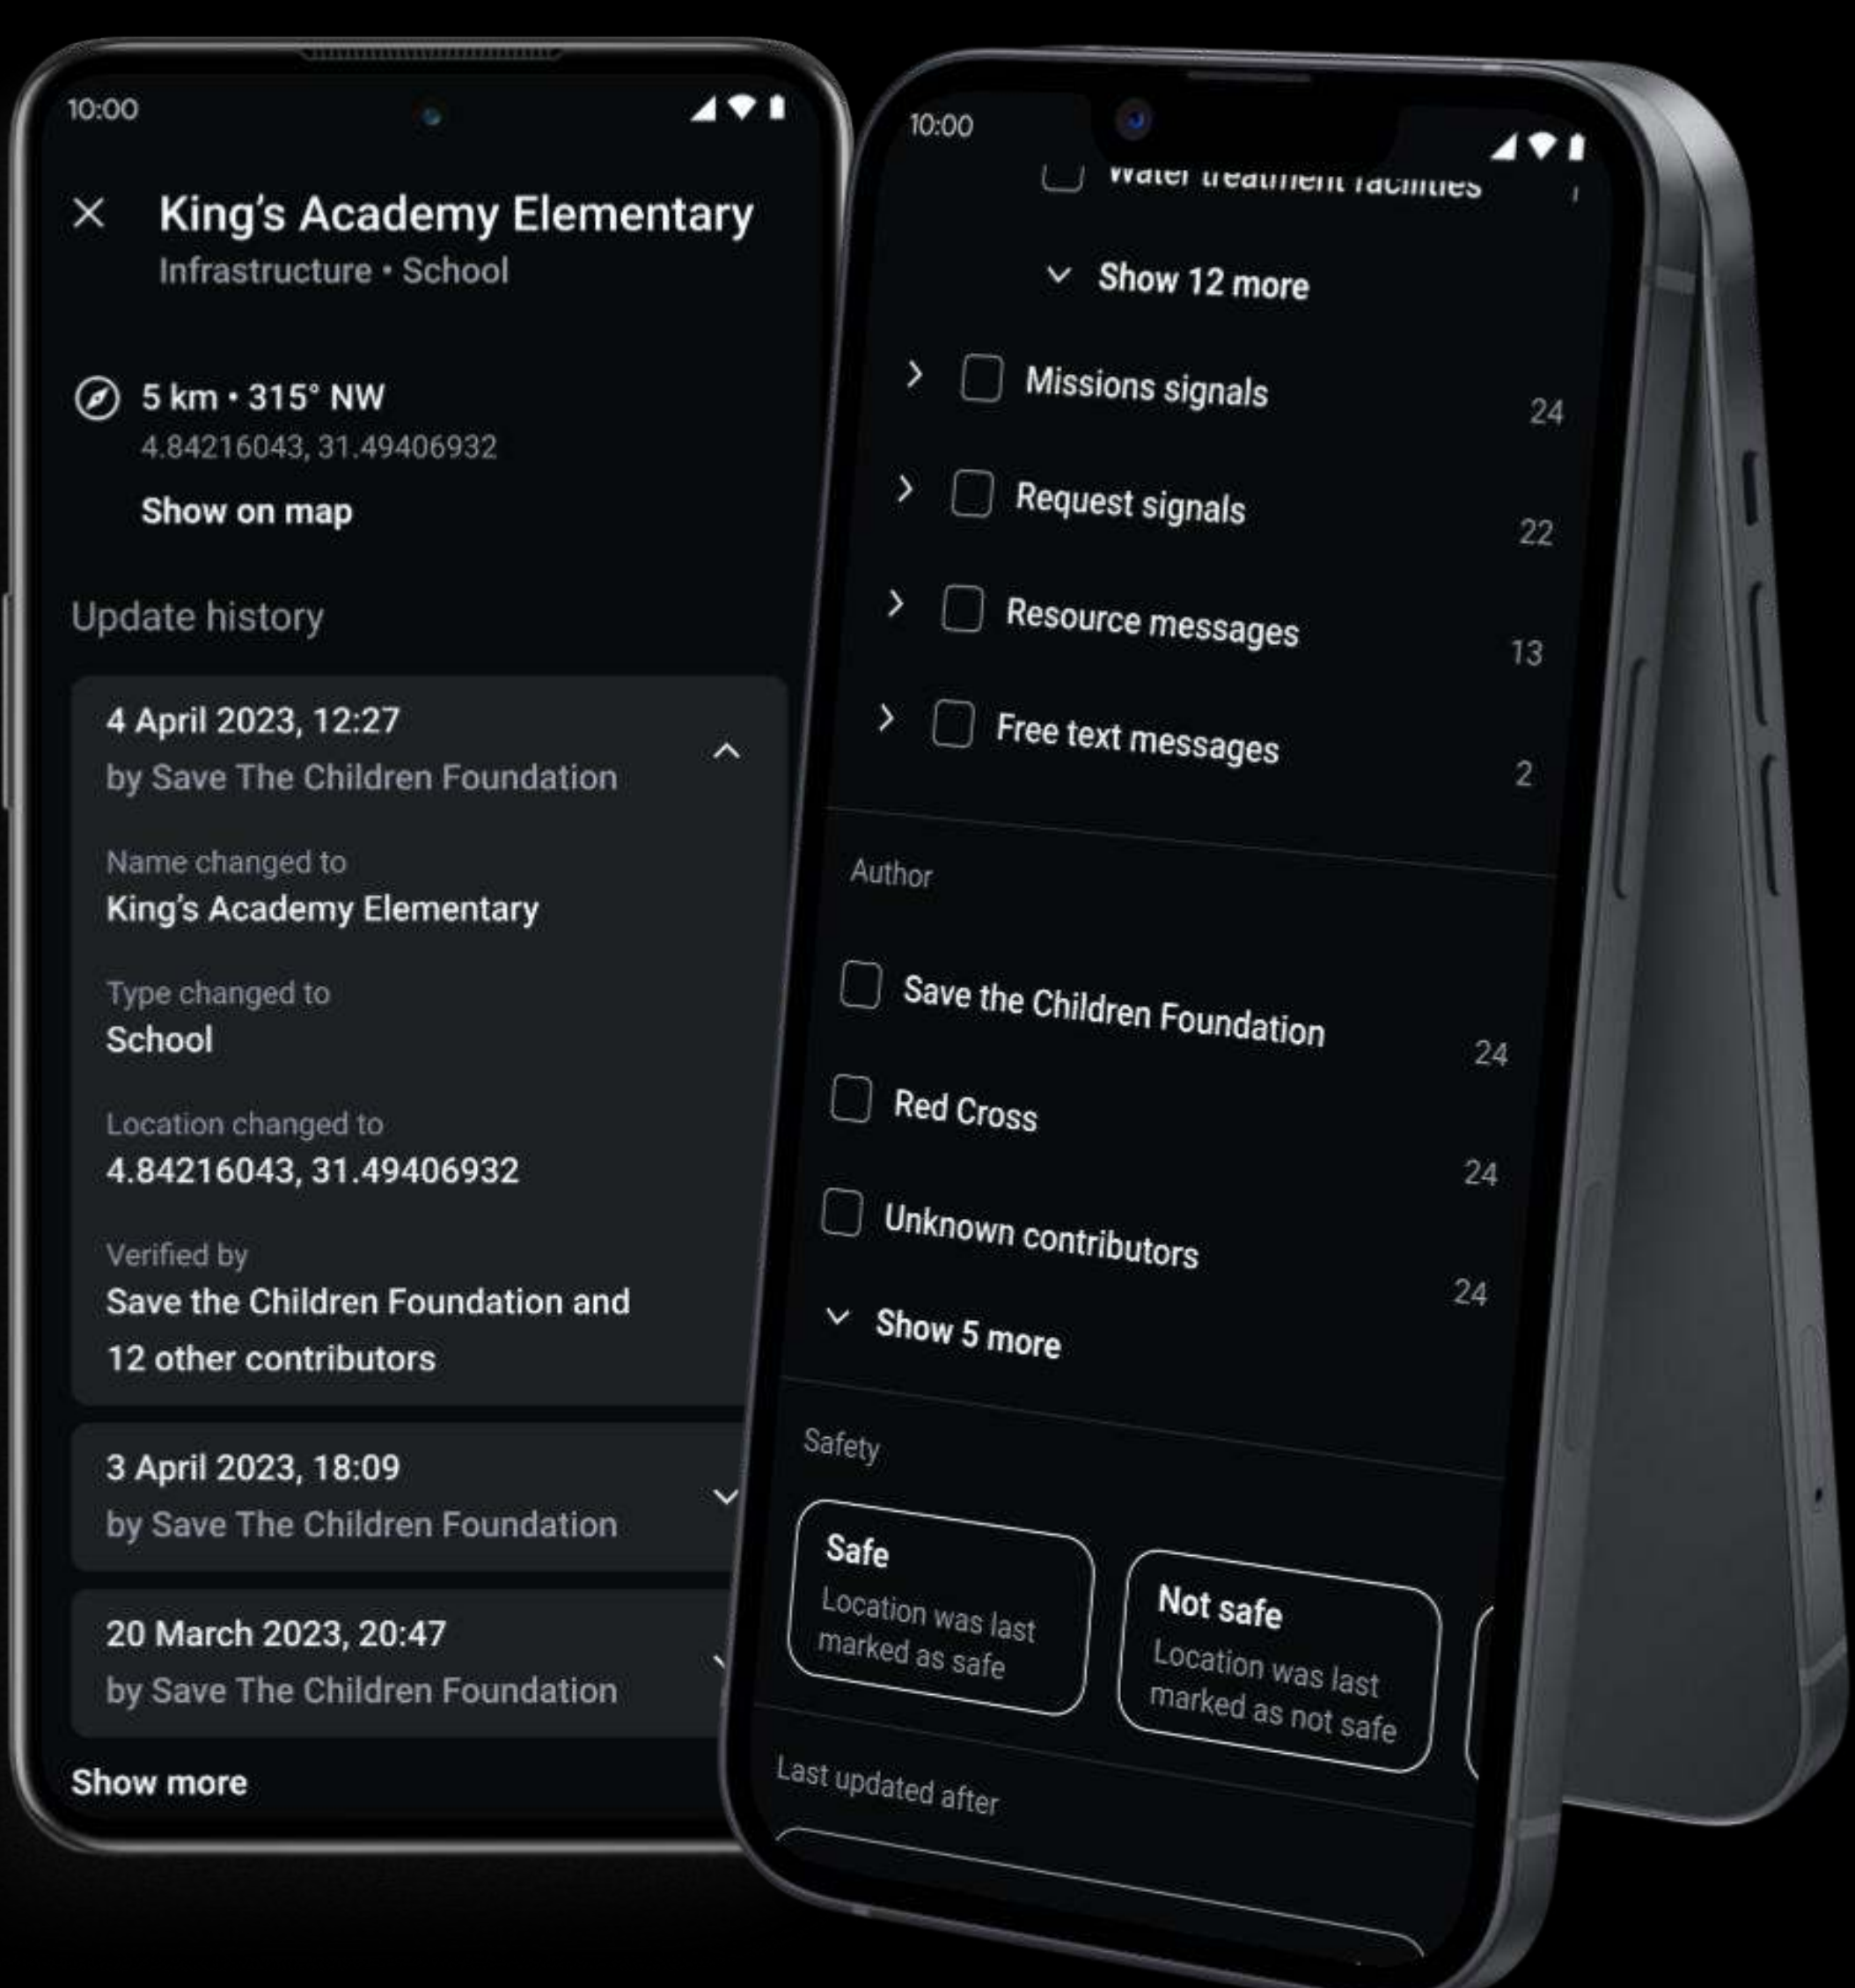 10:00
King's Academy Elementary
Infrastructure • School
5 km • 315° NW
4.84216043, 31.49406932
Show on map
Update history
4 April 2023, 12:27
by Save The Children Foundation
Name changed to
King's Academy Elementary
Type changed to
School
Location changed to
4.84216043, 31.49406932
Verified by
Save the Children Foundation and
12 other contributors
3 April 2023, 18:09
by Save The Children Foundation
20 March 2023, 20:47
by Save The Children Foundation
Show more
10:00
Water treatment facilities
Show 12 more
Missions signals 24
Request signals 22
Resource messages 13
Free text messages 2
Author
Save the Children Foundation 24
Red Cross 24
Unknown contributors 24
Show 5 more
Safety
Safe
Location was last
marked as safe
Not safe
Location was last
marked as not safe
Last updated after